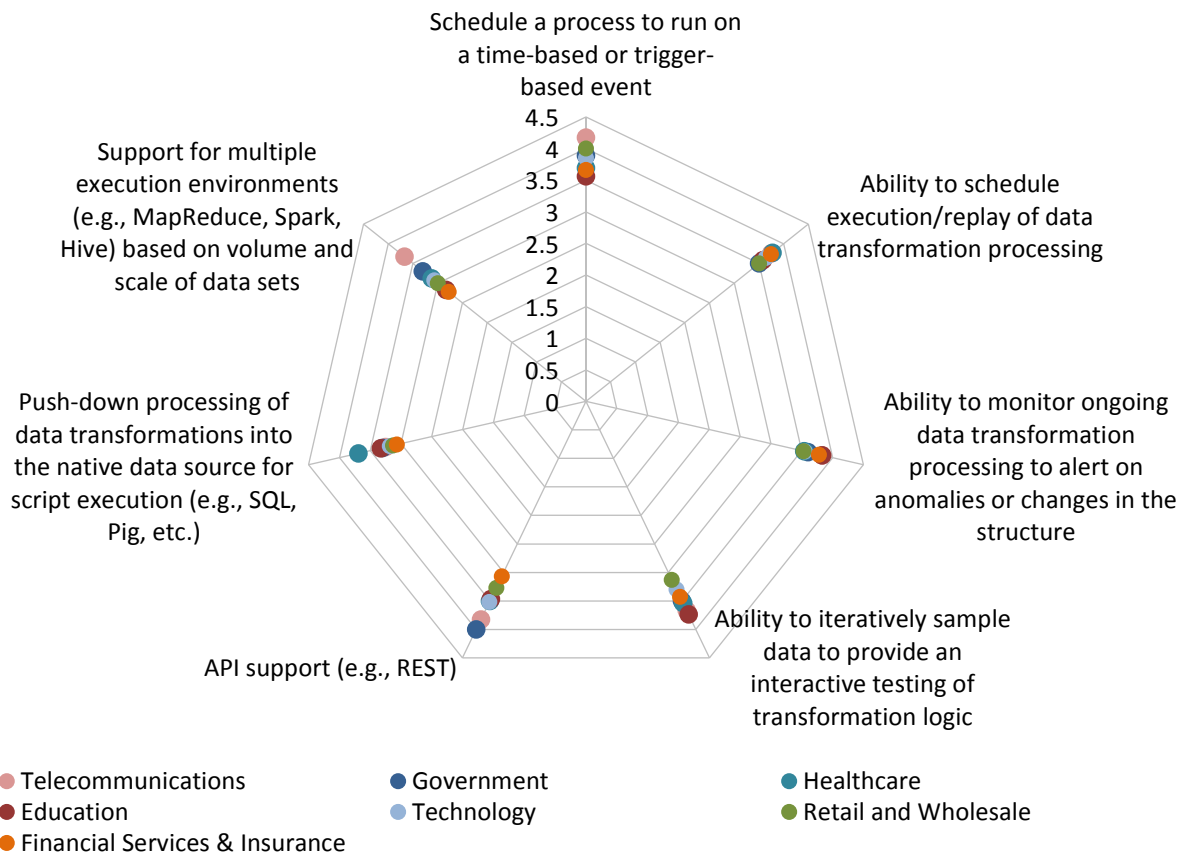 Schedule a process to run on
a time-based or trigger-
based event
4.5
4
3.5
3
2.5
2
1.5
1
0.5
0
Support for multiple
execution environments
(e.g., MapReduce, Spark,
Hive) based on volume and
scale of data sets
Ability to schedule
execution/replay of data
transformation processing
Push-down processing of
data transformations into
the native data source for
script execution (e.g., SQL,
Pig, etc.)
Ability to monitor ongoing
data transformation
processing to alert on
anomalies or changes in the
structure
API support (e.g., REST)
Ability to iteratively sample
data to provide an
interactive testing of
transformation logic
Telecommunications
Government
Healthcare
Education
Technology
Retail and Wholesale
Financial Services & Insurance